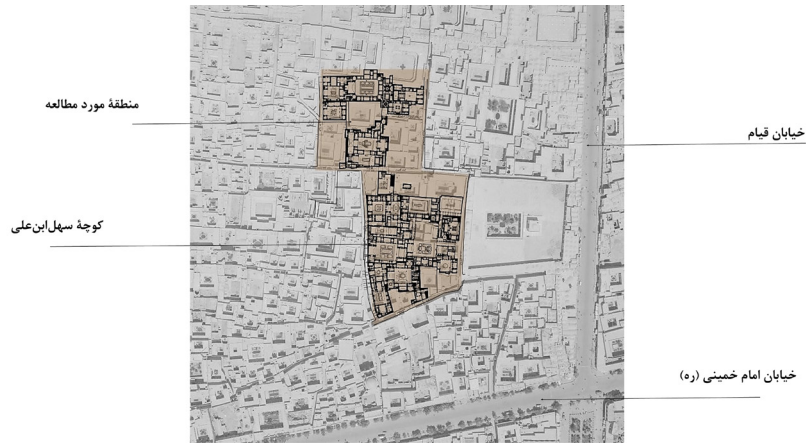 منطقهٔ مورد مطالعه
خیابان قیام
کوچهٔ سهل‌ابن‌علی
خیابان امام خمینی (ره)